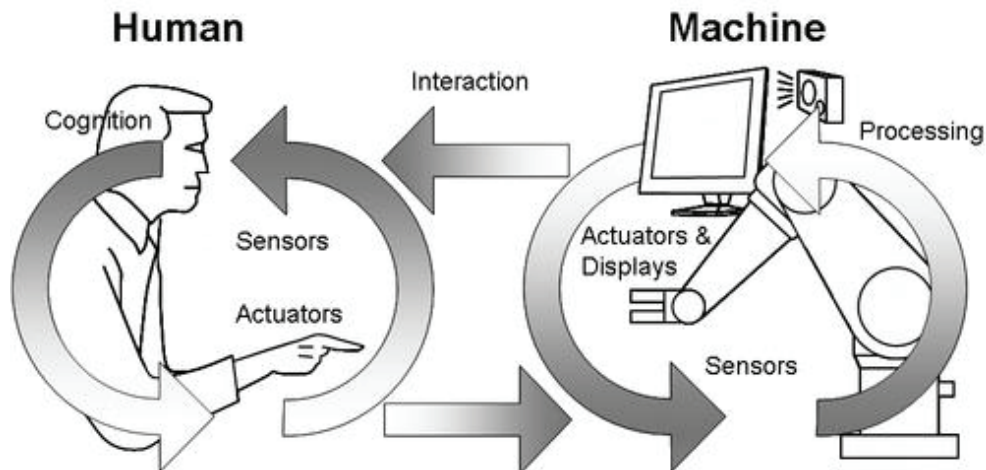 Human
Machine
Interaction
Cognition
Processing
Sensors
Actuators &
Displays
Actuators
Sensors